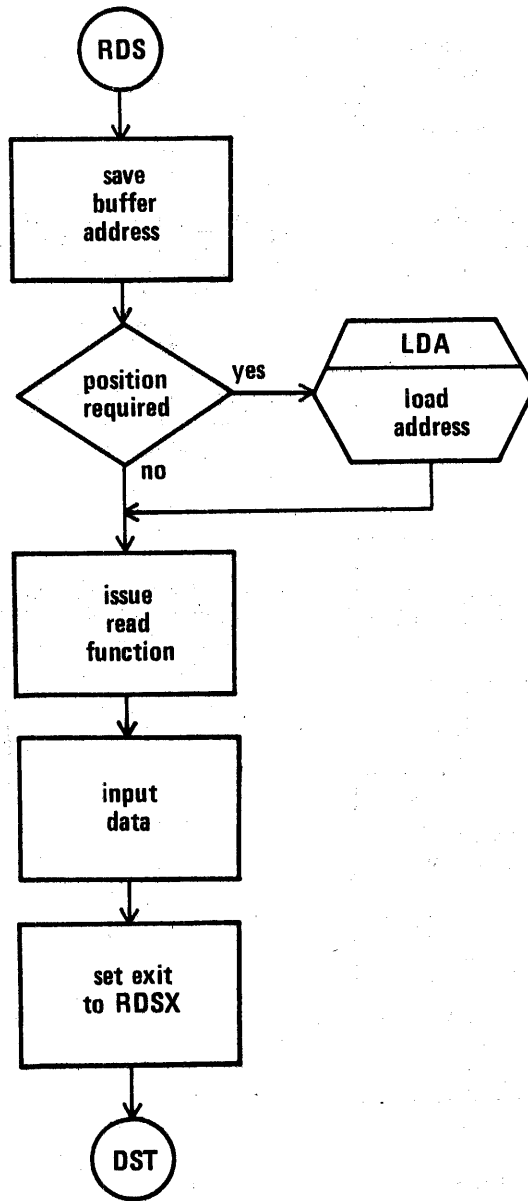 RDS
save
buffer
address
position
required
yes
LDA
load
address
no
issue
read
function
input
data
set exit
to RDSX
DST